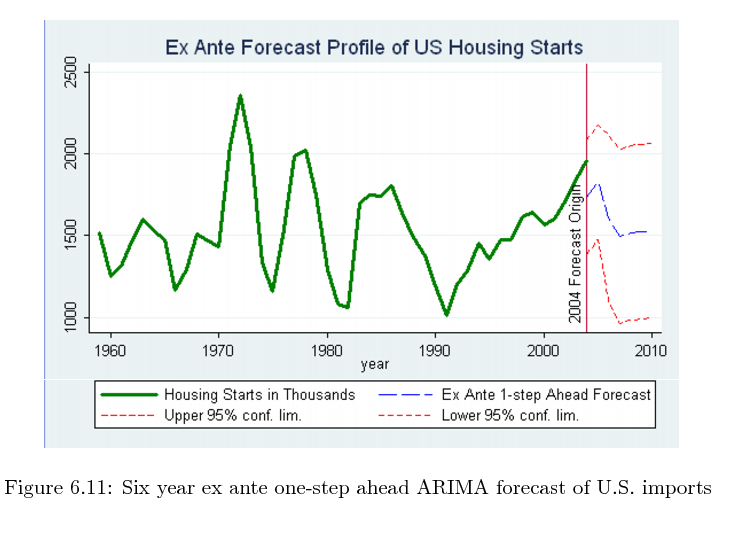 Ex Ante Forecast Profile of US Housing Starts
2500
2000
1500
1000
2004 Forecast Origin
1960 1970 1980 1990 2000 2010
year
Housing Starts in Thousands Ex Ante 1-step Ahead Forecast
Upper 95% conf. lim. Lower 95% conf. lim.
Figure 6.11: Six year ex ante one-step ahead ARIMA forecast of U.S. imports